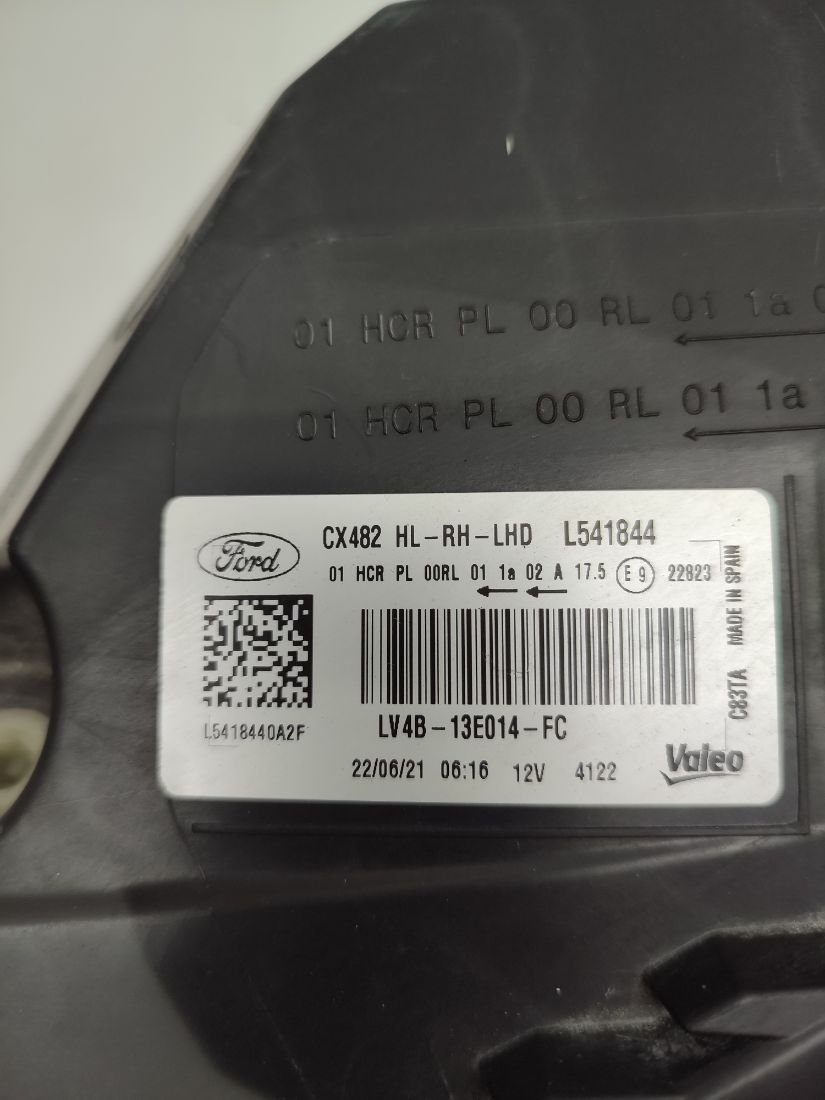 01 HCR PL 00 RL 01 1a
01 HCR PL 00 RL 01 1a
Ford
CX482 HL-RH-LHD L541844
01 HCR PL 00RL 01 1a 02 A 17.5 E9 22823
L5418440A2F
LV4B-13E014-FC
22/06/21 06:16 12V 4122
Valeo
C83TA MADE IN SPAIN